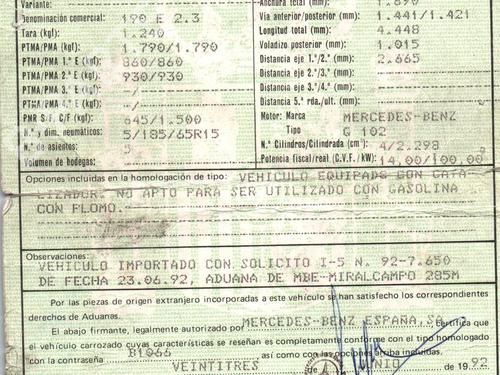 Variante:
Denominación comercial: 190 E 2.3
Tara (kgf): 1.240
PTMA/PMA (kgf): 1.790/1.790
PTMA/PMA 1.ª E (kgf): 860/860
PTMA/PMA 2.ª E (kgf): 930/930
PTMA/PMA 3.ª E (kgf): -/
PTMA/PMA 4.ª E (kgf): -/
PNR S/F. C/F (kgf): 645/1.500
N.º y dim. neumáticos: 5/185/65R15
N.º de asientos: 5
Volumen de bodegas:
Anchura total (mm): 1.690
Vía anterior/posterior (mm): 1.441/1.421
Longitud total (mm): 4.448
Voladizo posterior (mm): 1.015
Distancia eje 1.º/2.º (mm): 2.665
Distancia eje 2.º/3.º (mm):
Distancia eje 3.º/4.º (mm):
Distancia 5.ª rda./ult. (mm):
Motor: Marca MERCEDES-BENZ
Tipo G 102
N.º Cilindros/Cilindrada (cm³): 4/2.298
Potencia fiscal/real (C.V.F. / kW): 14,00/100.00
Opciones incluidas en la homologación de tipo: VEHICULO EQUIPADO CON CATA
LIZADOR. NO APTO PARA SER UTILIZADO CON GASOLINA
CON PLOMO.
Observaciones:
VEHICULO IMPORTADO CON SOLICITO I-5 N. 92-7.650
DE FECHA 23.06.92, ADUANA DE MBE-MIRALCAMPO 285M
Por las piezas de origen extranjero incorporadas a este vehículo se han satisfecho los correspondientes
derechos de Aduanas.
El abajo firmante, legalmente autorizado por MERCEDES-BENZ ESPAÑA, SA certifica que
el vehículo carrozado cuyas características se reseñan es completamente conforme con el tipo homologado
con la contraseña B1066 así como con las opciones arriba incluidas.
VEINTITRES de 19 92